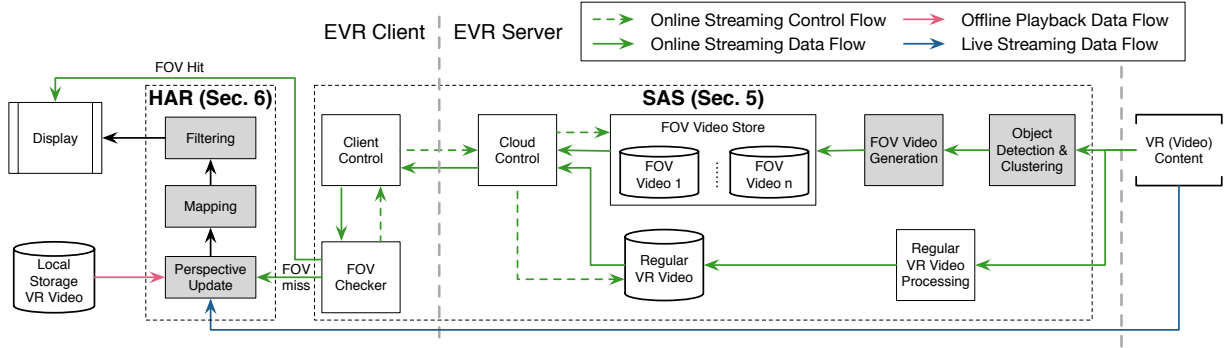 EVR Client
EVR Server
Online Streaming Control Flow
Offline Playback Data Flow
Online Streaming Data Flow
Live Streaming Data Flow
FOV Hit
HAR (Sec. 6)
SAS (Sec. 5)
Display
Filtering
Client
Control
Cloud
Control
FOV Video Store
FOV
Video 1
FOV
Video n
FOV Video
Generation
Object
Detection &
Clustering
VR (Video)
Content
Mapping
Local
Storage
VR Video
Perspective
Update
FOV
miss
FOV
Checker
Regular
VR Video
Regular
VR Video
Processing